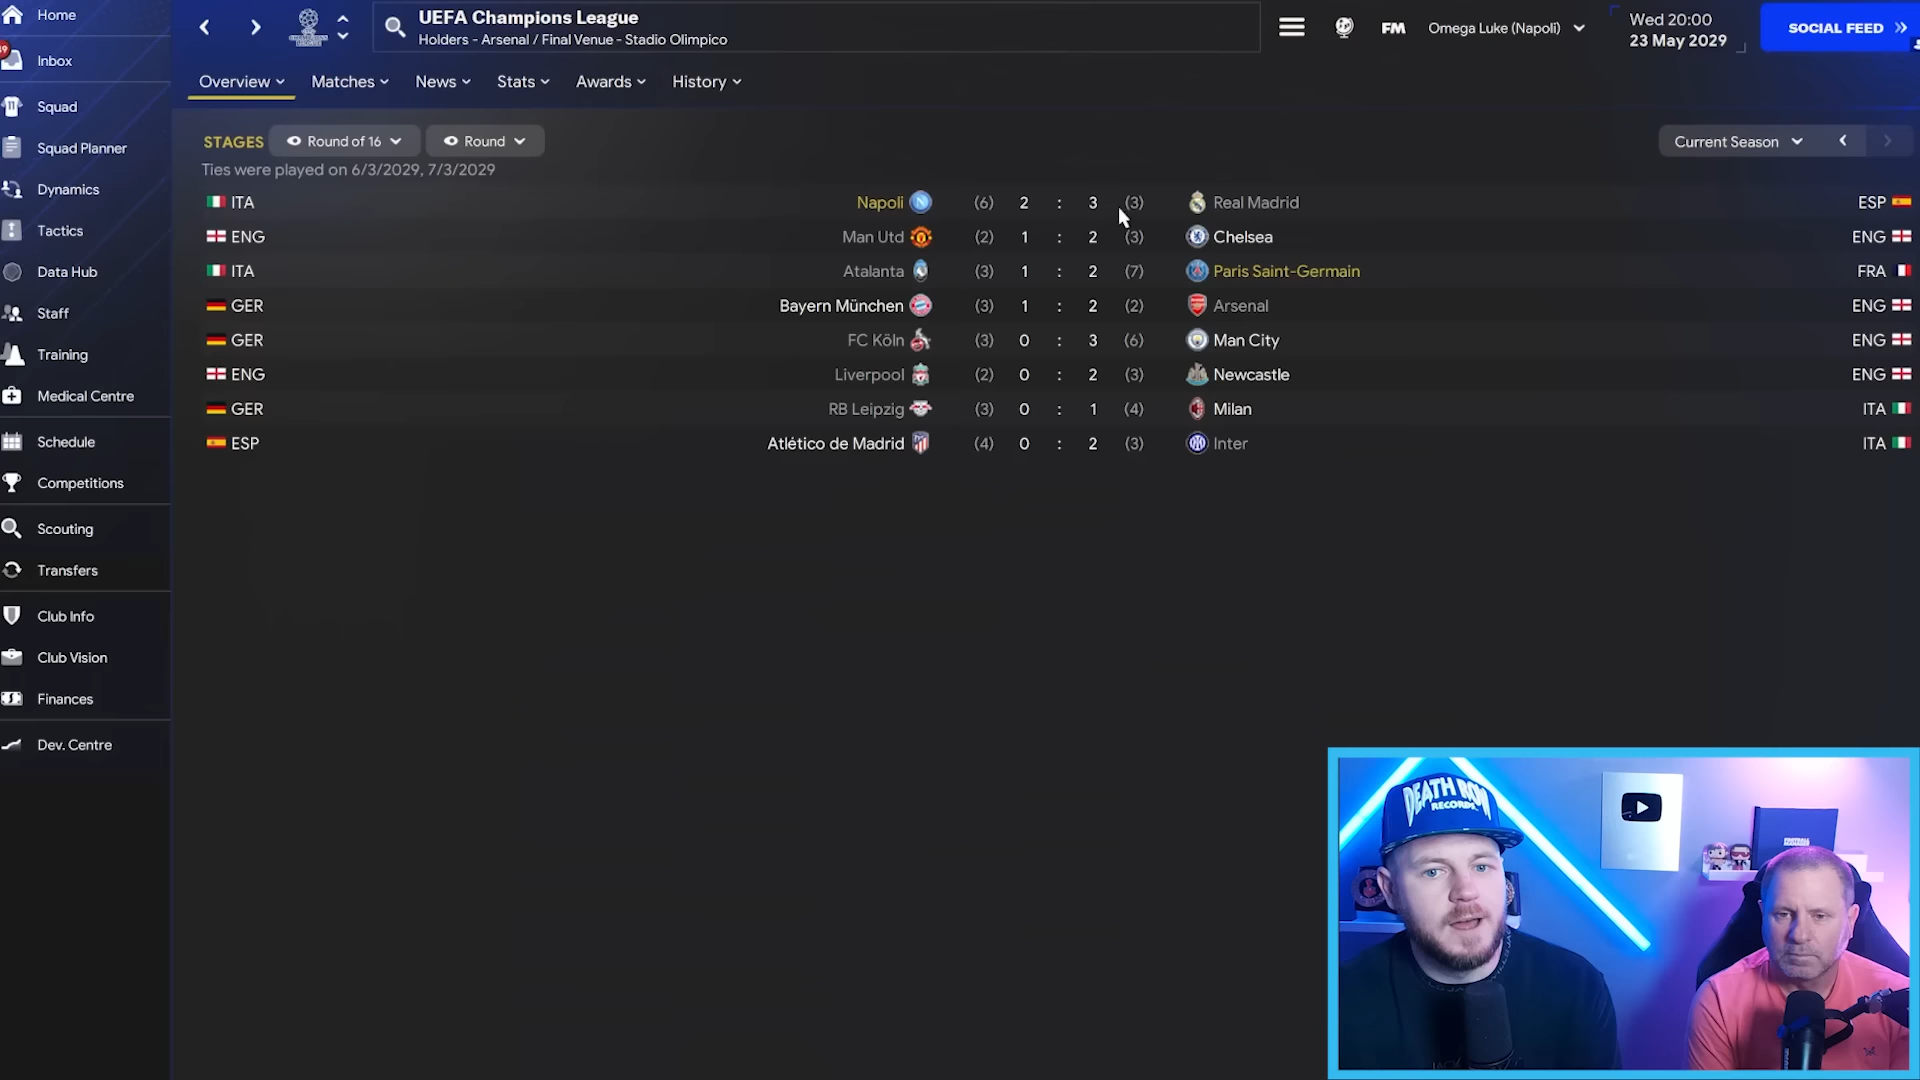 Home
49
Inbox
Squad
Squad Planner
Dynamics
Tactics
Data Hub
Staff
Training
Medical Centre
Schedule
Competitions
Scouting
Transfers
Club Info
Club Vision
Finances
Dev. Centre
UEFA Champions League
Holders - Arsenal / Final Venue - Stadio Olimpico
FM
Omega Luke (Napoli)
Wed 20:00
23 May 2029
SOCIAL FEED
Overview Matches News Stats Awards History
STAGES Round of 16 Round Current Season
Ties were played on 6/3/2029, 7/3/2029
ITA Napoli (6) 2 : 3 (3) Real Madrid ESP
ENG Man Utd (2) 1 : 2 (3) Chelsea ENG
ITA Atalanta (3) 1 : 2 (7) Paris Saint-Germain FRA
GER Bayern München (3) 1 : 2 (2) Arsenal ENG
GER FC Köln (3) 0 : 3 (6) Man City ENG
ENG Liverpool (2) 0 : 2 (3) Newcastle ENG
GER RB Leipzig (3) 0 : 1 (4) Milan ITA
ESP Atlético de Madrid (4) 0 : 2 (3) Inter ITA
DEATH ROW
RECORDS